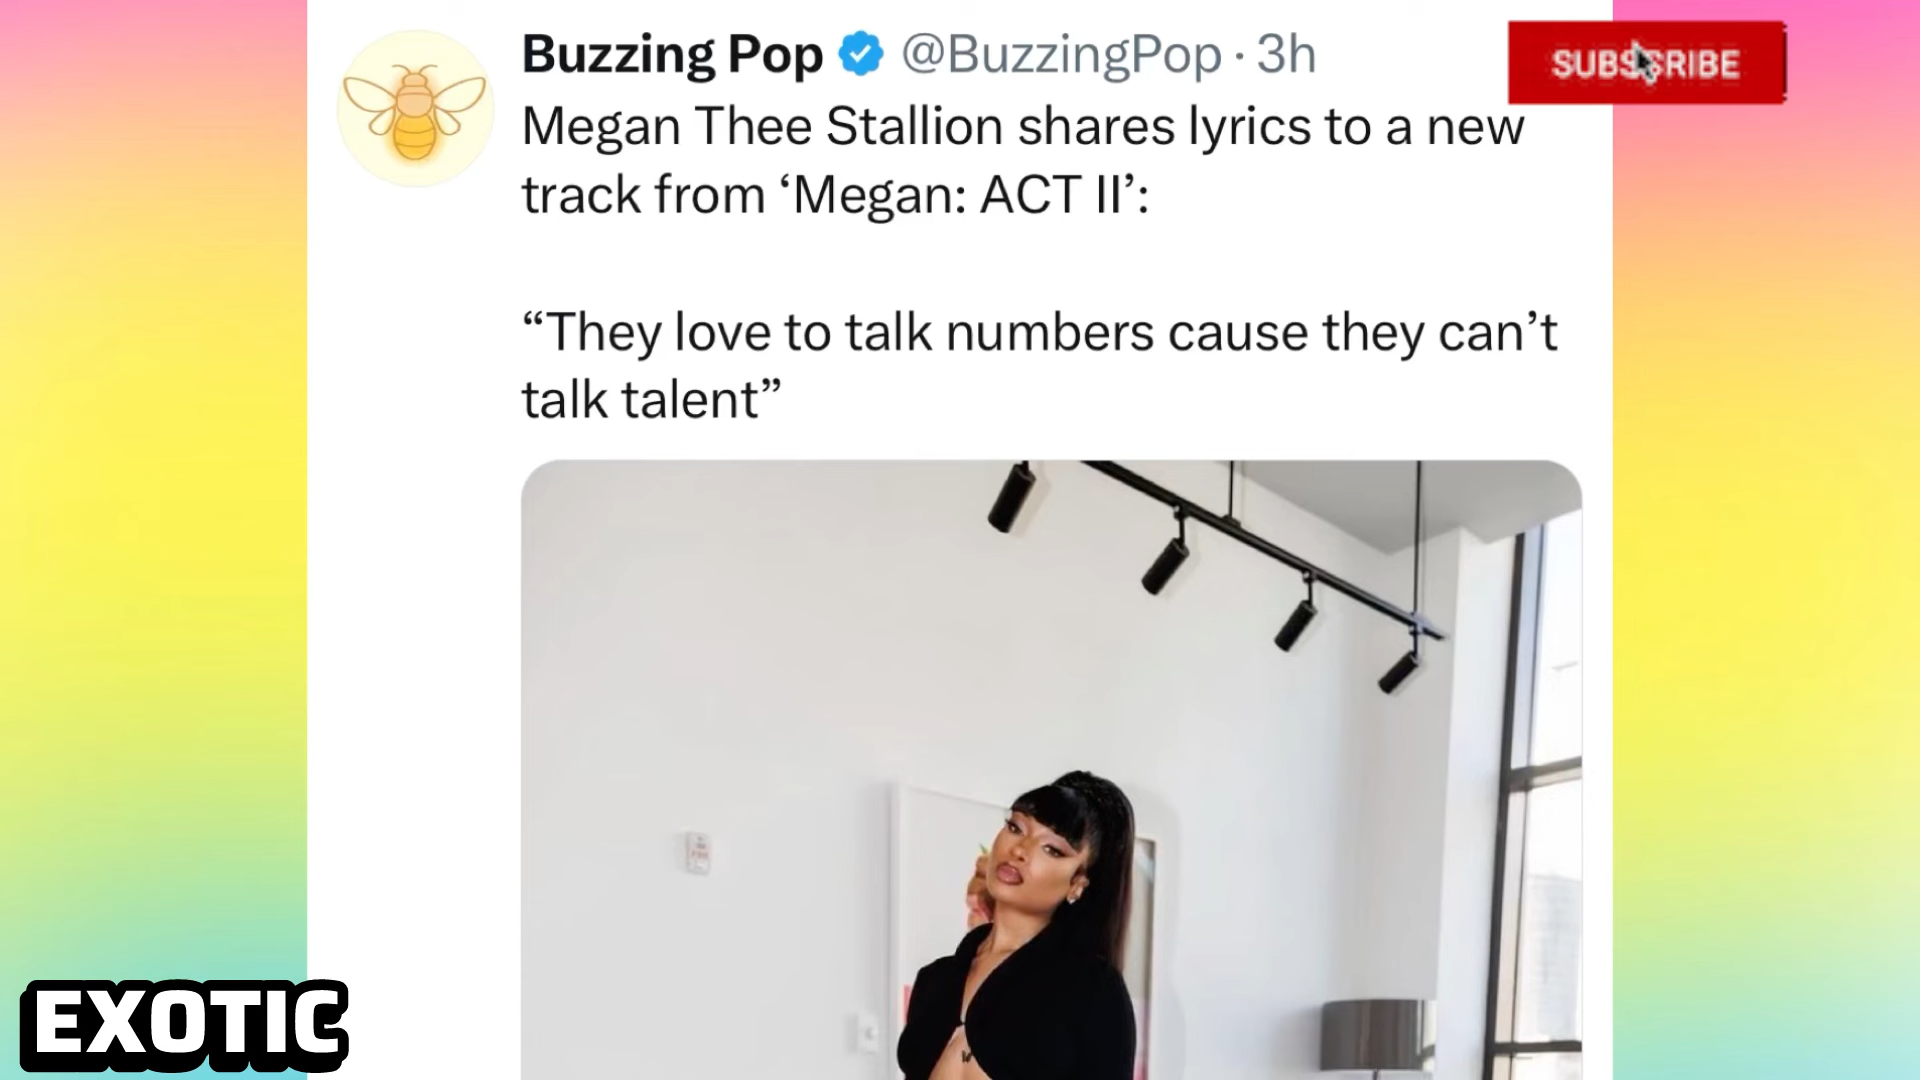 Buzzing Pop @BuzzingPop · 3h
SUBSCRIBE
Megan Thee Stallion shares lyrics to a new
track from ‘Megan: ACT II’:
“They love to talk numbers cause they can’t
talk talent”
EXOTIC